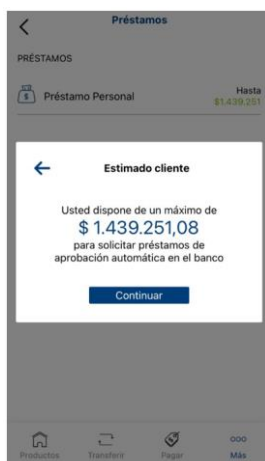 Préstamos
PRÉSTAMOS
Préstamo Personal
Hasta
$1.439.251
Estimado cliente
Usted dispone de un máximo de
$ 1.439.251,08
para solicitar préstamos de
aprobación automática en el banco
Continuar
Productos
Transferir
Pagar
Más